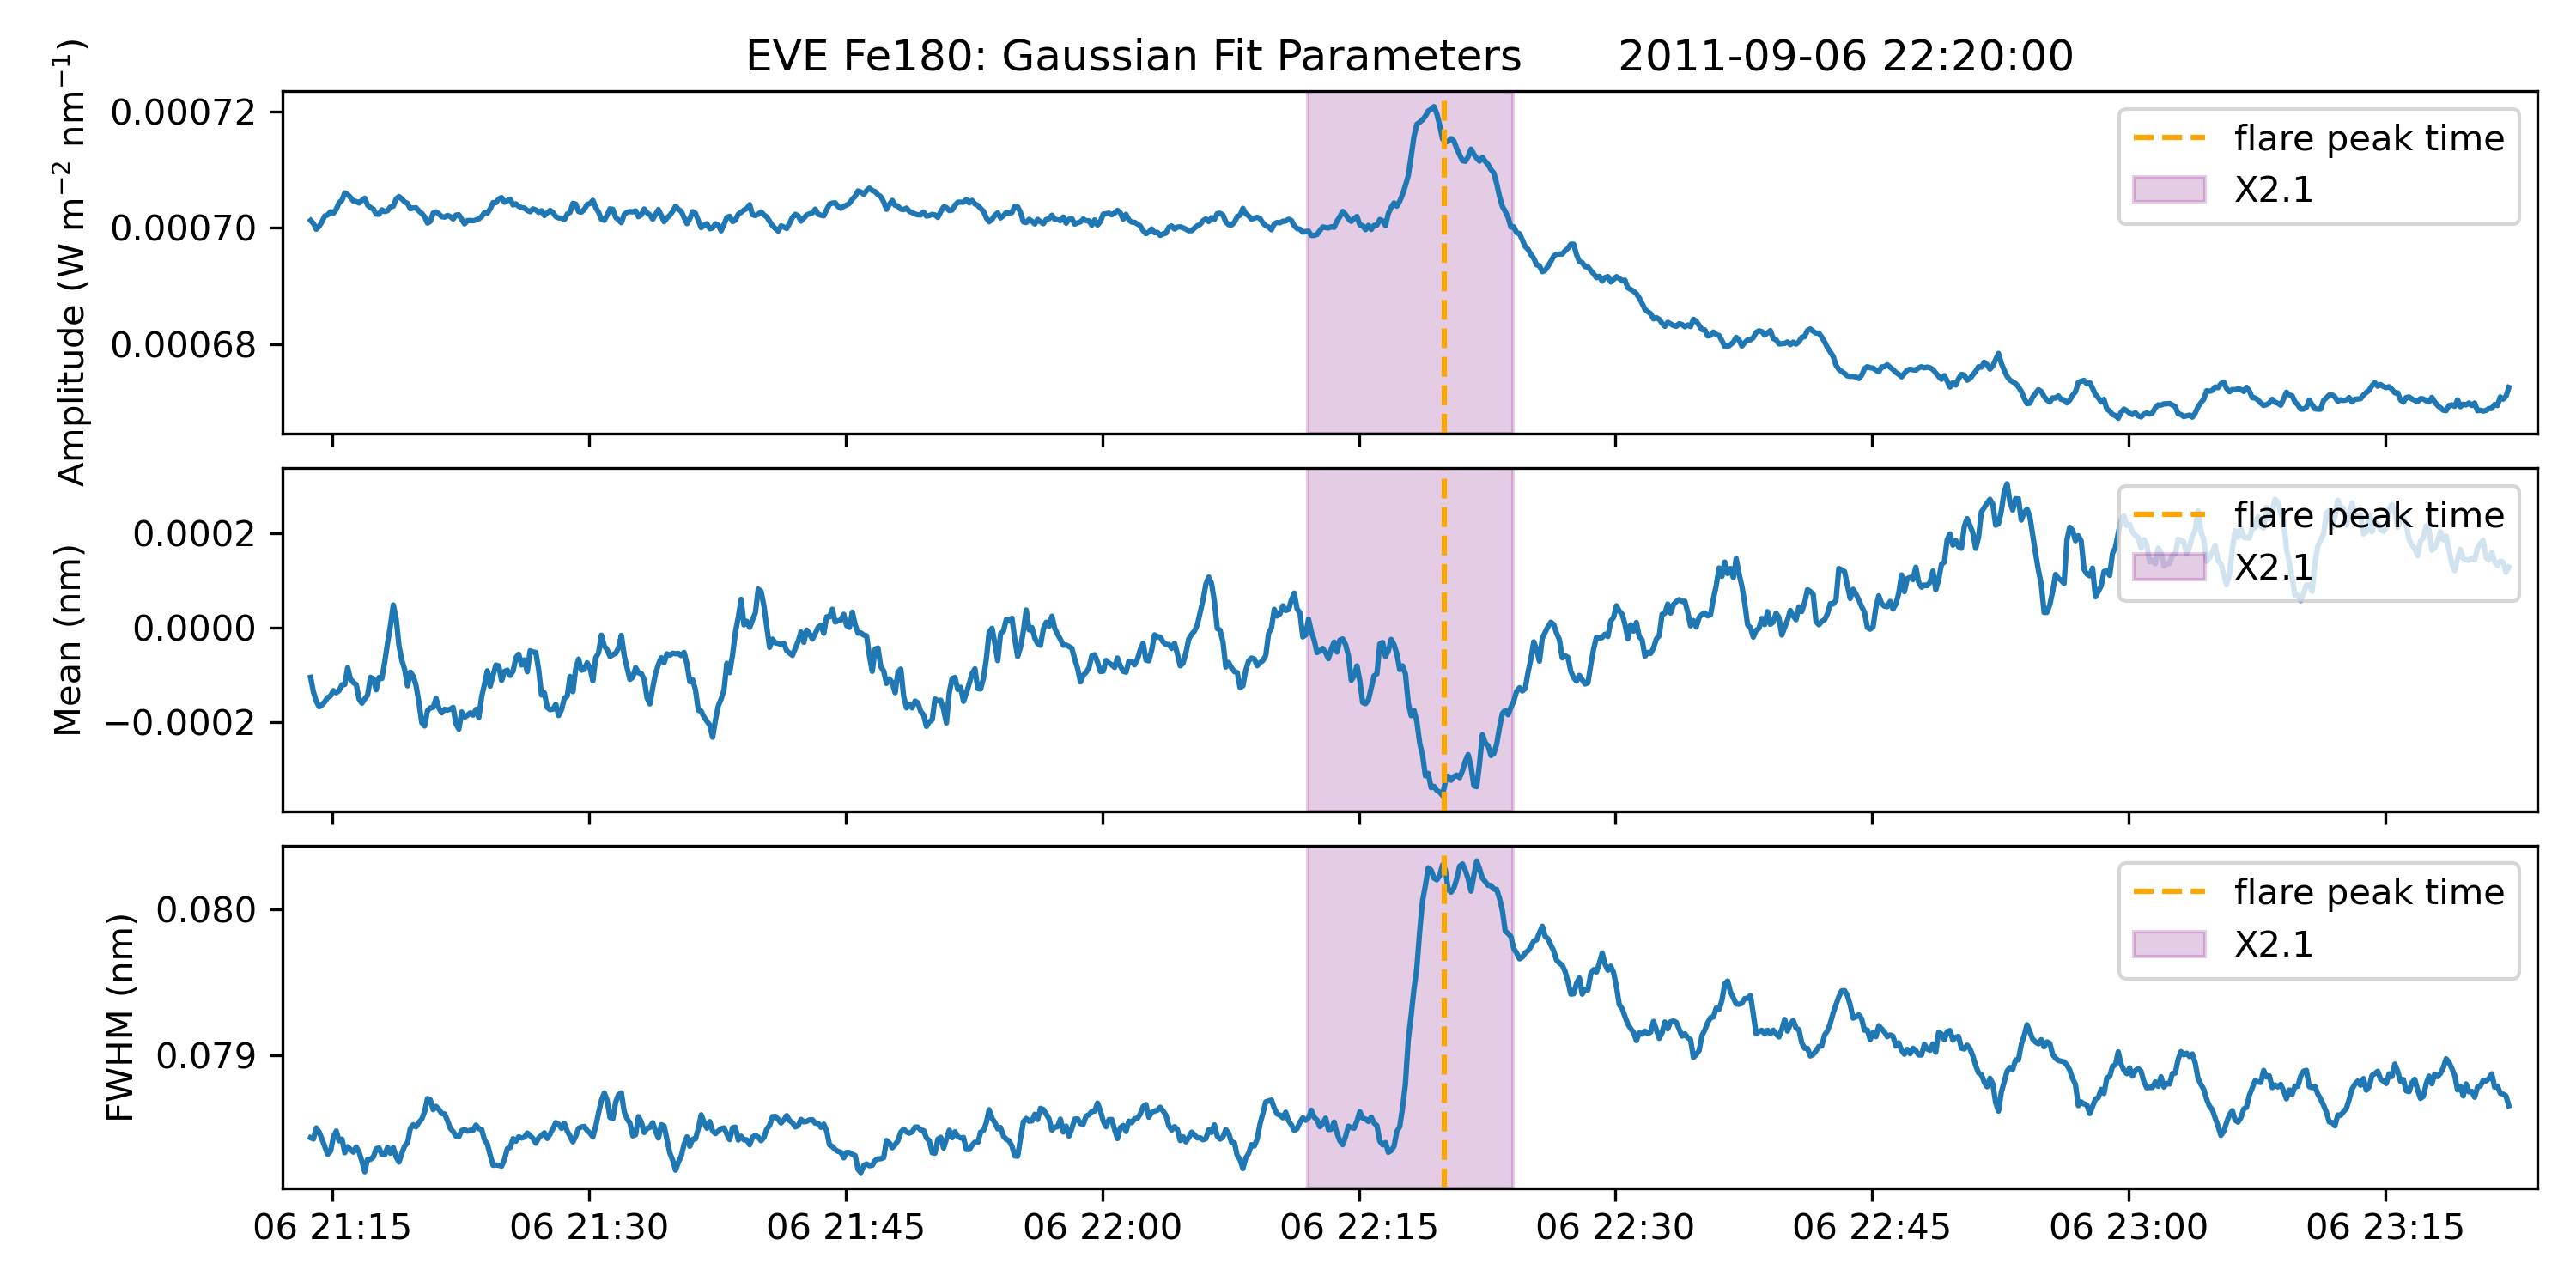 EVE Fe180: Gaussian Fit Parameters 2011-09-06 22:20:00
Amplitude (W m⁻² nm⁻¹)
0.00072
0.00070
0.00068
flare peak time
X2.1
Mean (nm)
0.0002
0.0000
−0.0002
flare peak time
X2.1
FWHM (nm)
0.080
0.079
flare peak time
X2.1
06 21:15 06 21:30 06 21:45 06 22:00 06 22:15 06 22:30 06 22:45 06 23:00 06 23:15